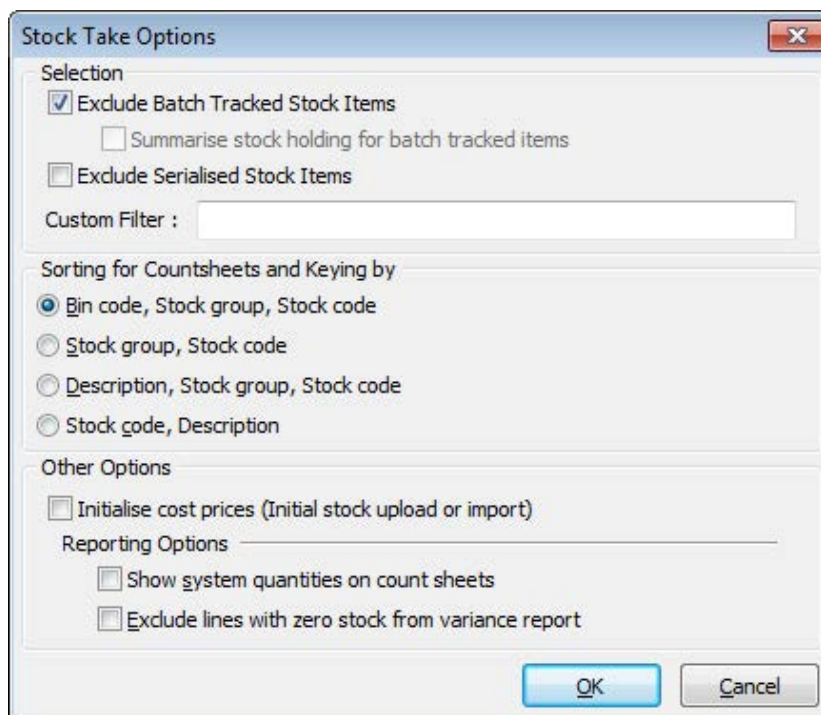 Stock Take Options
Selection
Exclude Batch Tracked Stock Items
Summarise stock holding for batch tracked items
Exclude Serialised Stock Items
Custom Filter :
Sorting for Countsheets and Keying by
Bin code, Stock group, Stock code
Stock group, Stock code
Description, Stock group, Stock code
Stock code, Description
Other Options
Initialise cost prices (Initial stock upload or import)
Reporting Options
Show system quantities on count sheets
Exclude lines with zero stock from variance report
OK Cancel